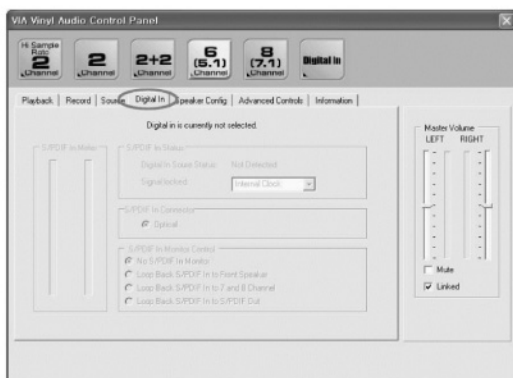 VIA Vinyl Audio Control Panel
Hi Sample Rate 2 Channel
2 Channel
2+2 Channel
6 (5.1) Channel
8 (7.1) Channel
Digital In
Playback Record Source Digital In Speaker Config Advanced Controls Information
Digital in is currently not selected.
S/PDIF In Meter
S/PDIF In Status
Digital In Soure Status: Not Detected
Signal locked: Internal Clock
S/PDIF In Connector
Optical
S/PDIF In Monitor Control
No S/PDIF In Monitor
Loop Back S/PDIF In to Front Speaker
Loop Back S/PDIF In to 7 and 8 Channel
Loop Back S/PDIF In to S/PDIF Out
Master Volume
LEFT RIGHT
Mute
Linked